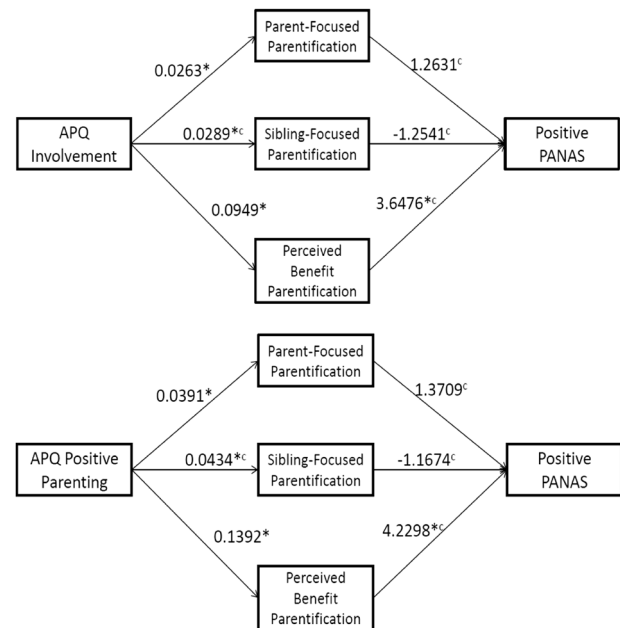 Parent-Focused
Parentification
0.0263*
1.2631ᶜ
APQ
Involvement
0.0289*ᶜ
Sibling-Focused
Parentification
-1.2541ᶜ
Positive
PANAS
0.0949*
3.6476*ᶜ
Perceived
Benefit
Parentification
Parent-Focused
Parentification
0.0391*
1.3709ᶜ
APQ Positive
Parenting
0.0434*ᶜ
Sibling-Focused
Parentification
-1.1674ᶜ
Positive
PANAS
0.1392*
4.2298*ᶜ
Perceived
Benefit
Parentification